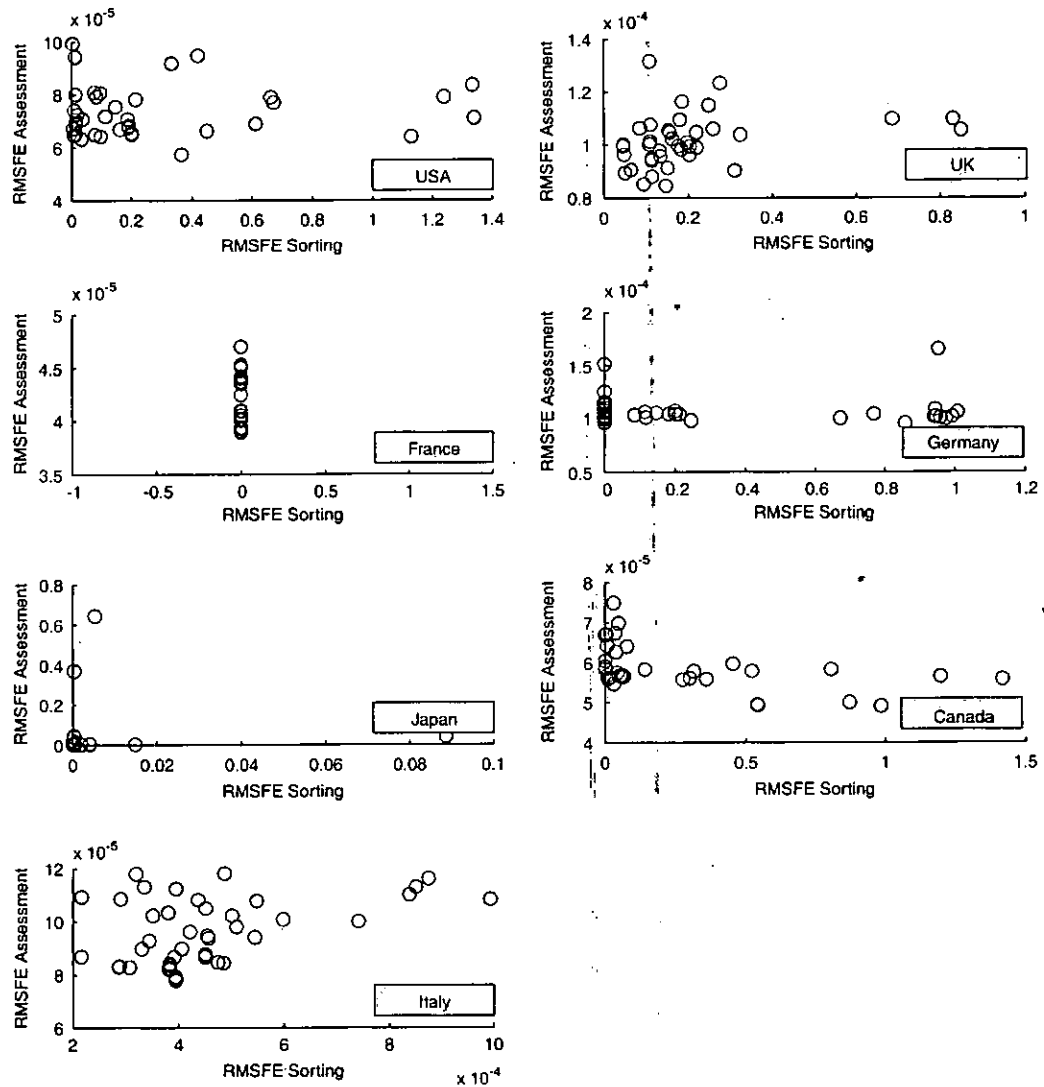 x 10⁻⁵
RMSFE Assessment
10
8
6
4
0 0.2 0.4 0.6 0.8 1 1.2 1.4
RMSFE Sorting
USA
x 10⁻⁴
RMSFE Assessment
1.4
1.2
1
0.8
0 0.2 0.4 0.6 0.8 1
RMSFE Sorting
UK
x 10⁻⁵
RMSFE Assessment
5
4.5
4
3.5
-1 -0.5 0 0.5 1 1.5
RMSFE Sorting
France
x 10⁻⁴
RMSFE Assessment
2
1.5
1
0.5
0 0.2 0.4 0.6 0.8 1 1.2
RMSFE Sorting
Germany
RMSFE Assessment
0.8
0.6
0.4
0.2
0
0 0.02 0.04 0.06 0.08 0.1
RMSFE Sorting
Japan
x 10⁻⁵
RMSFE Assessment
8
7
6
5
4
0 0.5 1 1.5
RMSFE Sorting
Canada
x 10⁻⁵
RMSFE Assessment
12
10
8
6
2 4 6 8 10
RMSFE Sorting
x 10⁻⁴
Italy